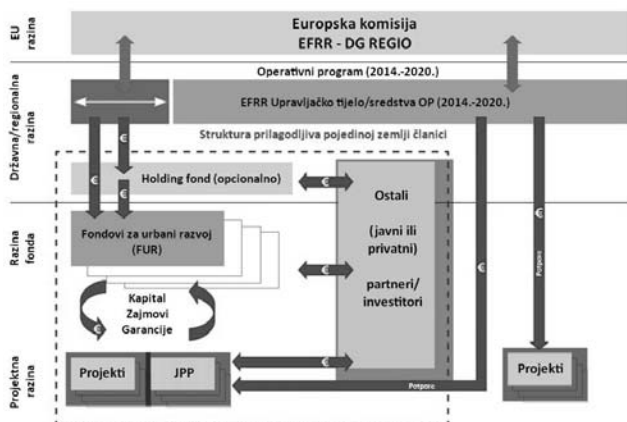 EU
razina
Europska komisija
EFRR - DG REGIO
Državna/regionalna
razina
Operativni program (2014.-2020.)
EFRR Upravljačko tijelo/sredstva OP (2014.-2020.)
Struktura prilagodljiva pojedinoj zemlji članici
€
€
€
Holding fond (opcionalno)
€
Ostali
(javni ili
privatni)
partneri/
investitori
Razina
fonda
Fondovi za urbani razvoj
(FUR)
€
€
Potpore
€
Kapital
Zajmovi
Garancije
€
Projektna
razina
Projekti
JPP
€
Potpore
Projekti